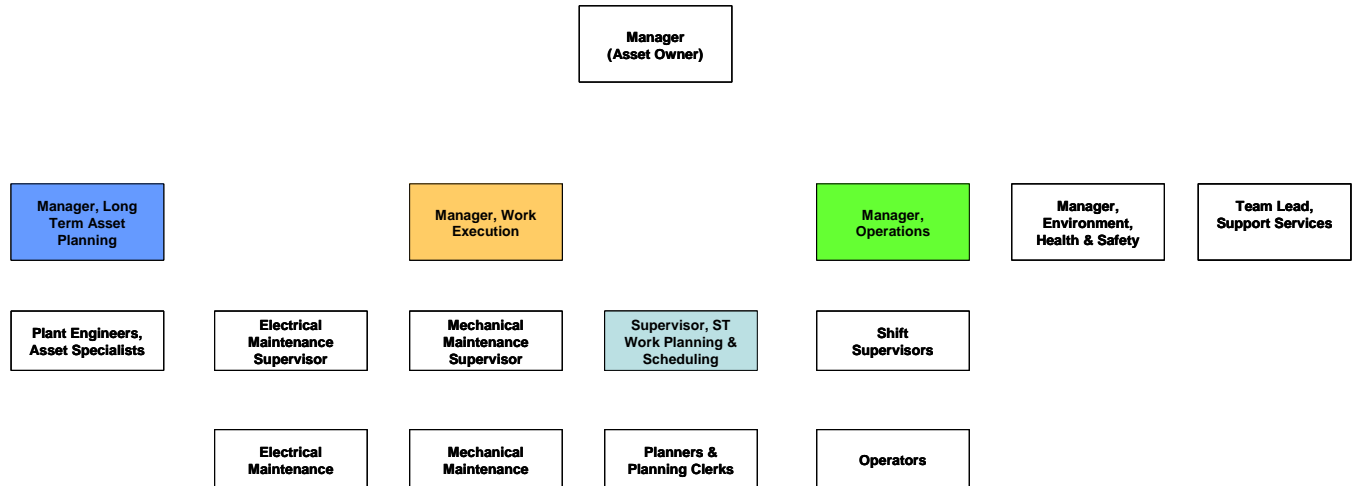 Manager
(Asset Owner)
Manager, Long
Term Asset
Planning
Manager, Work
Execution
Manager,
Operations
Manager,
Environment,
Health & Safety
Team Lead,
Support Services
Plant Engineers,
Asset Specialists
Electrical
Maintenance
Supervisor
Mechanical
Maintenance
Supervisor
Supervisor, ST
Work Planning &
Scheduling
Shift
Supervisors
Electrical
Maintenance
Mechanical
Maintenance
Planners &
Planning Clerks
Operators